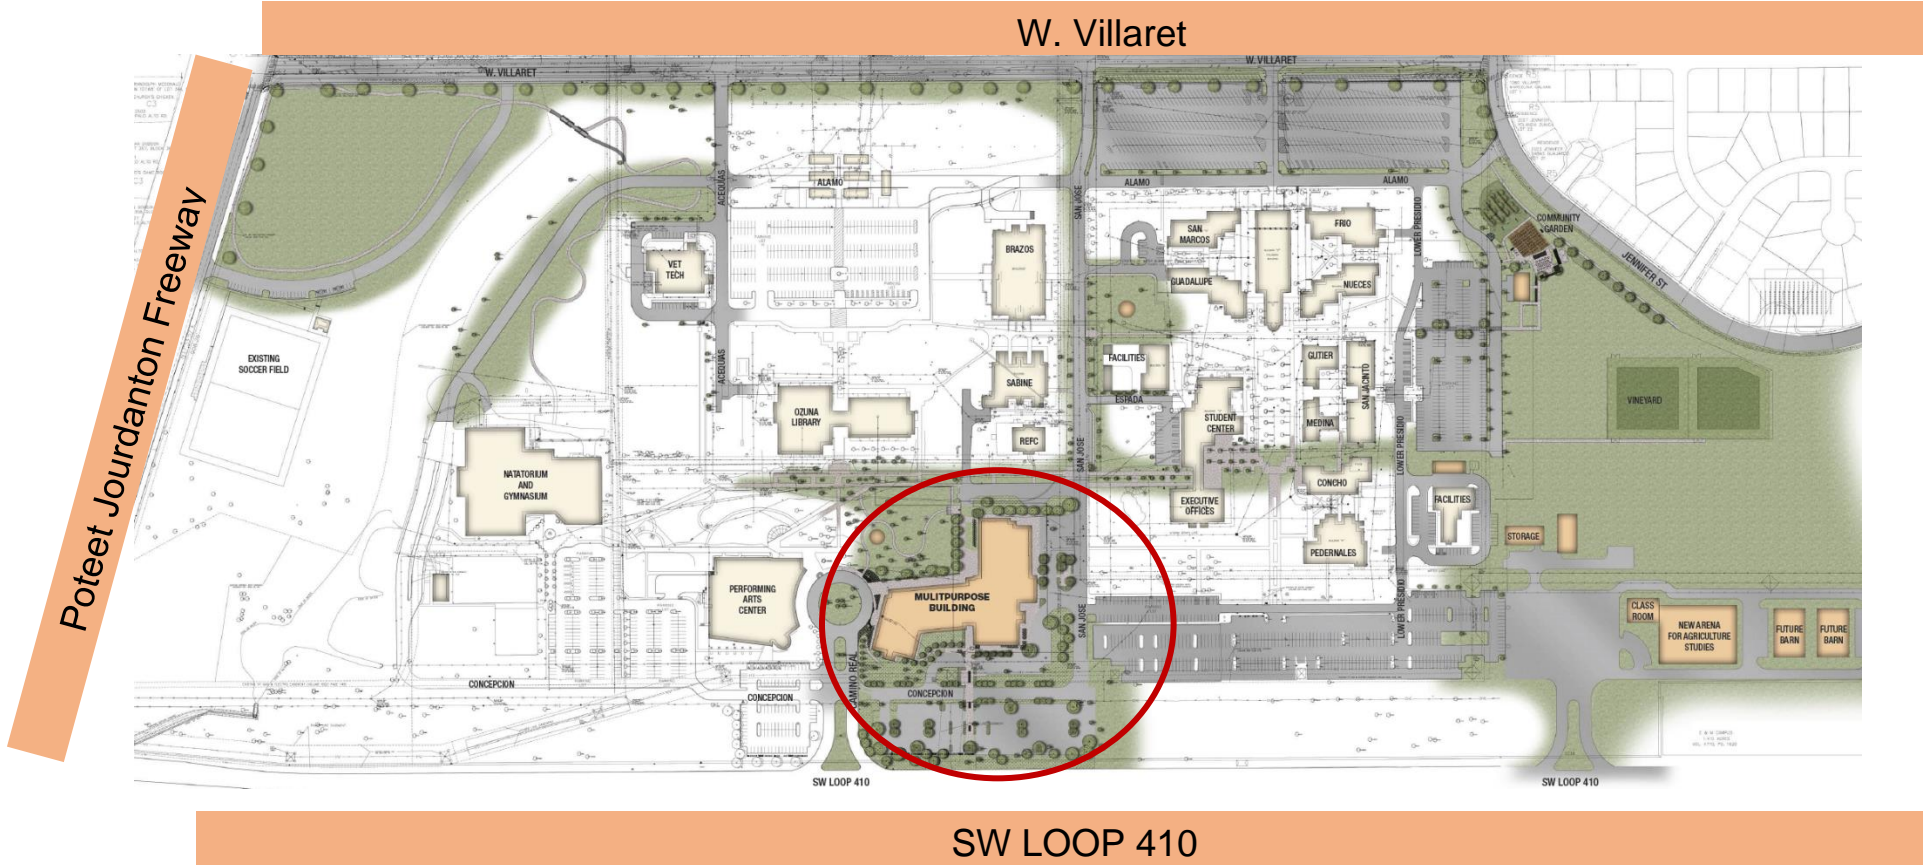 W. Villaret
W. VILLARET
W. VILLARET
Poteet Jourdanton Freeway
ALAMO
ALAMO
ALAMO
ACEQUIAS
SAN JOSE
LOWER PRESIDIO
SAN
MARCOS
FRIO
COMMUNITY
GARDEN
JENNIFER ST
VET
TECH
BRAZOS
GUADALUPE
NUECES
EXISTING
SOCCER FIELD
ACEQUIAS
FACILITIES
GUTIER
SAN JACINTO
SABINE
ESPADA
VINEYARD
OZUNA
LIBRARY
STUDENT
CENTER
MEDINA
REFC
SAN JOSE
LOWER PRESIDIO
NATATORIUM
AND
GYMNASIUM
CONCHO
EXECUTIVE
OFFICES
FACILITIES
STORAGE
PEDERNALES
PERFORMING
ARTS
CENTER
MULITPURPOSE
BUILDING
SAN JOSE
LOWER PRESIDIO
CLASS
ROOM
NEW ARENA
FOR AGRICULTURE
STUDIES
FUTURE
BARN
FUTURE
BARN
CONCEPCION
CONCEPCION
CAMINO REAL
CONCEPCION
SW LOOP 410
SW LOOP 410
SW LOOP 410